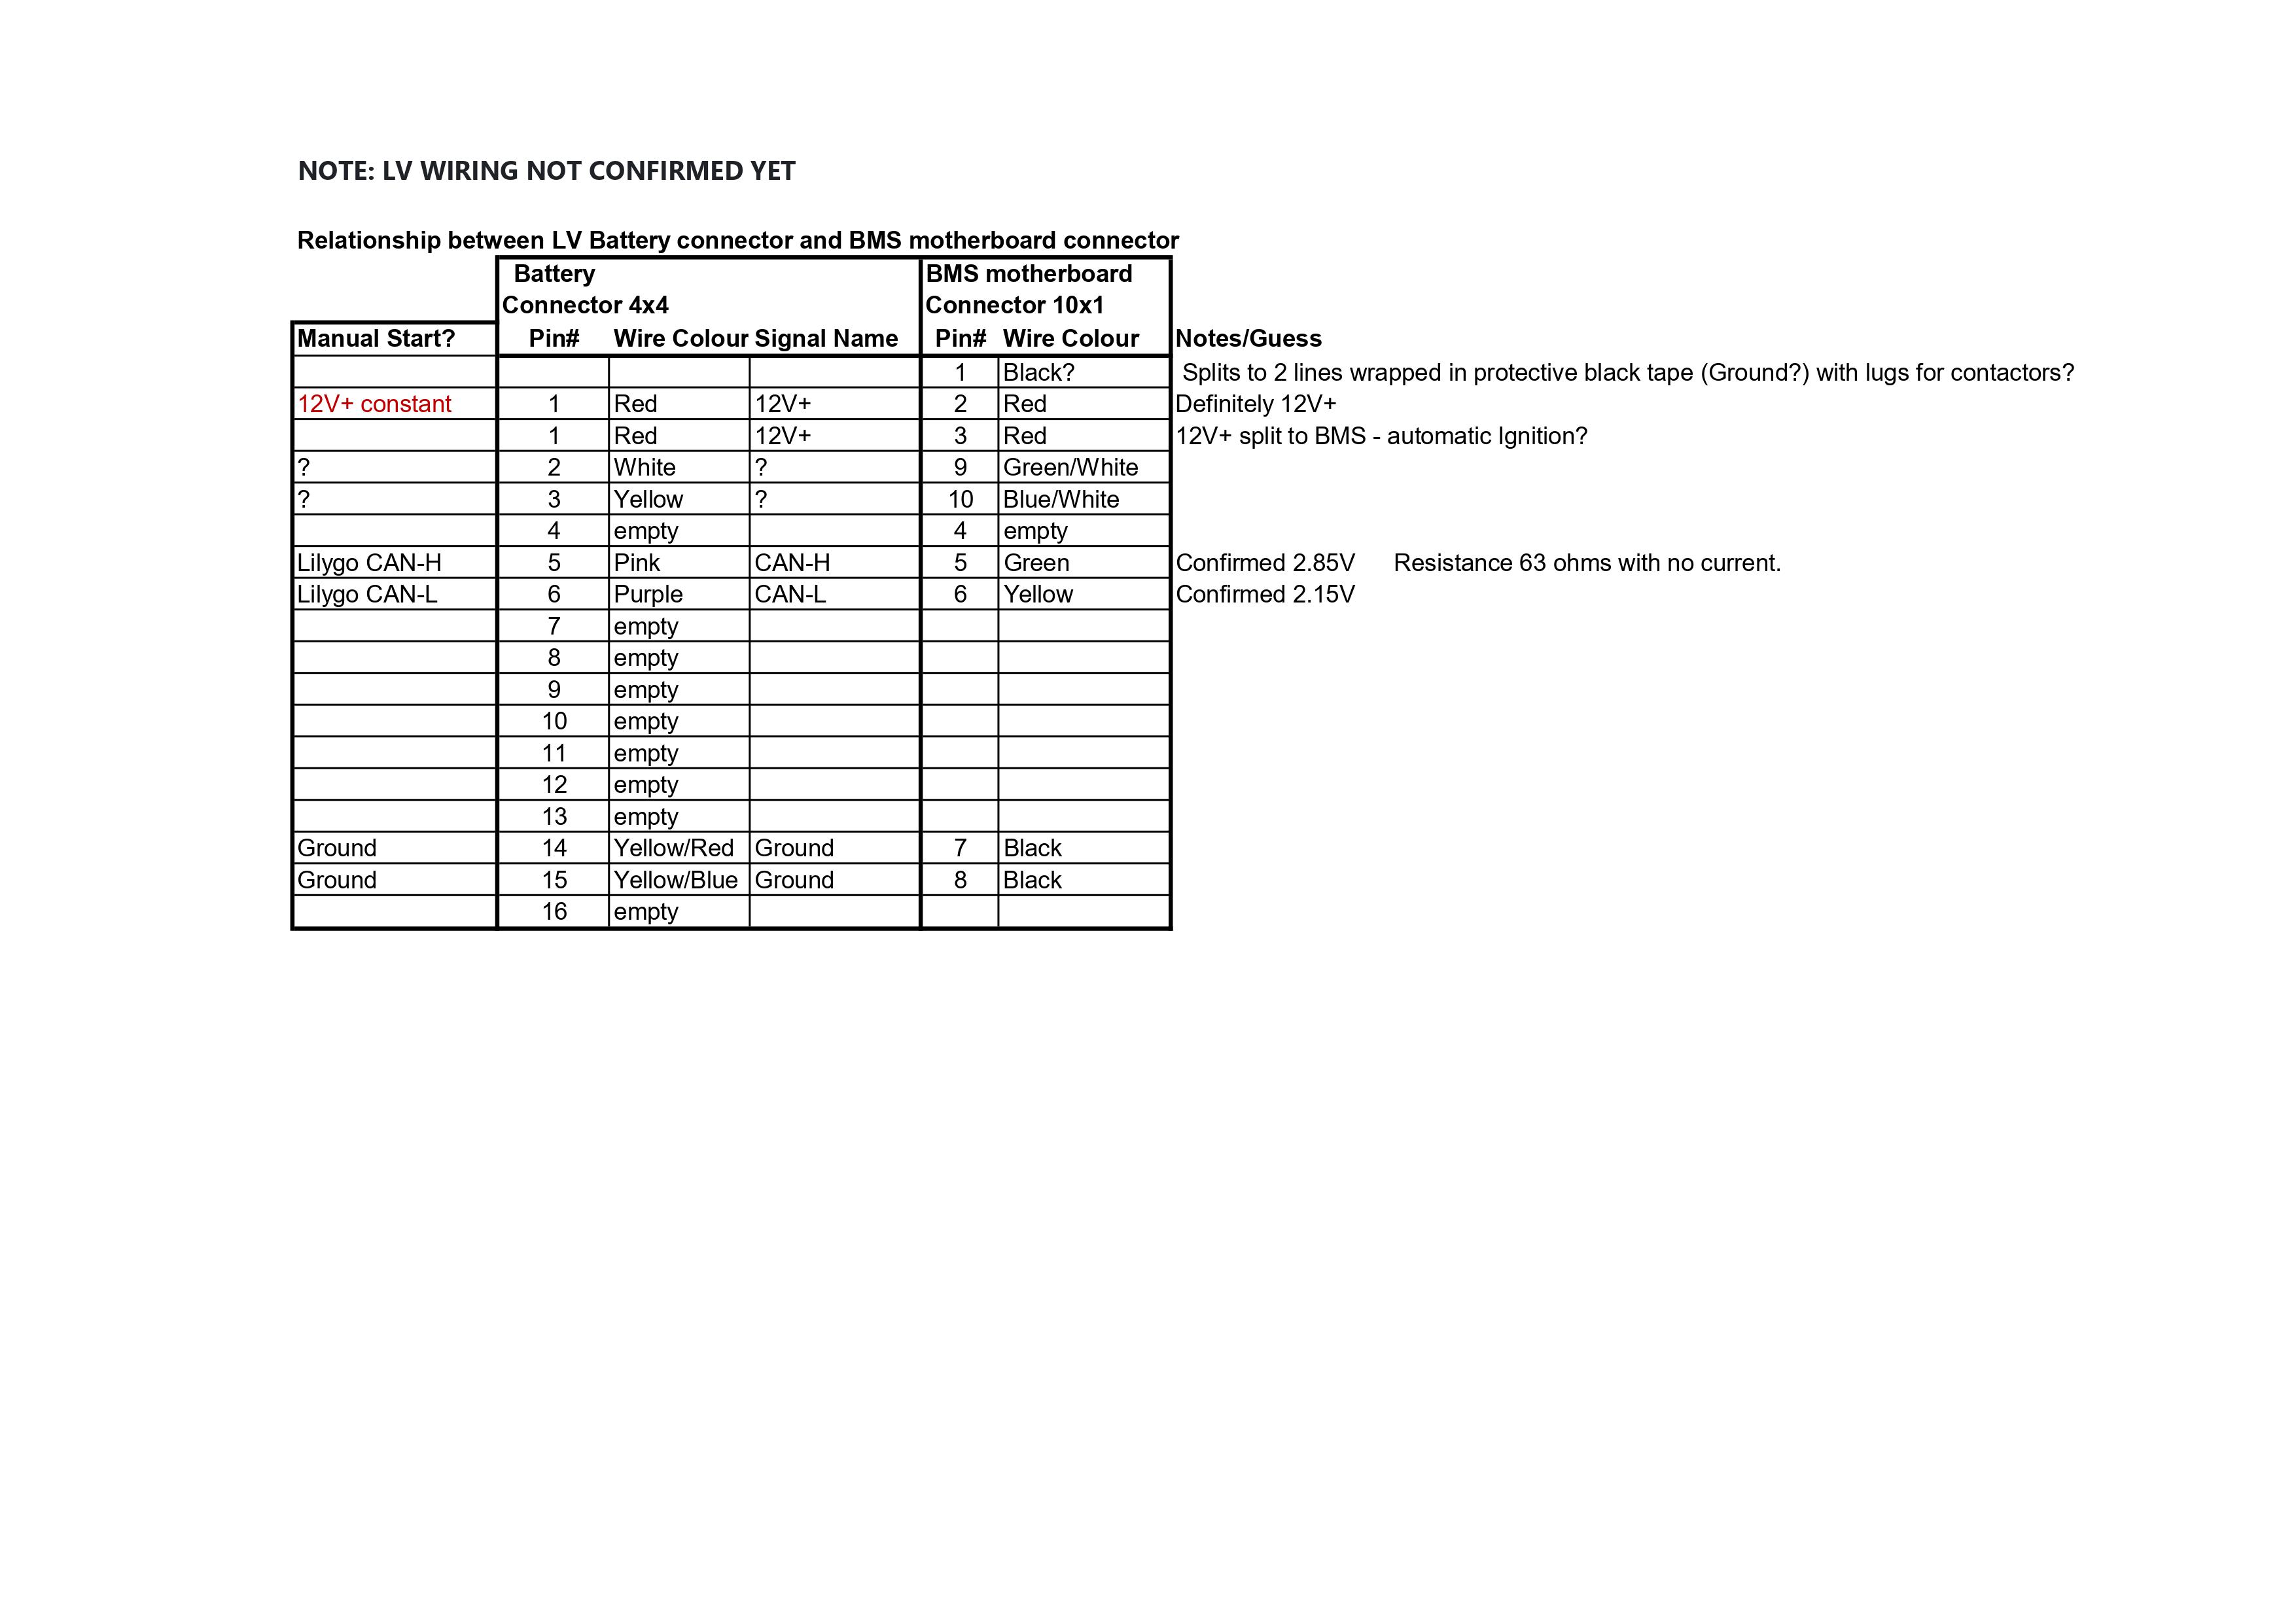 NOTE: LV WIRING NOT CONFIRMED YET
Relationship between LV Battery connector and BMS motherboard connector
Battery BMS motherboard
Connector 4x4 Connector 10x1
Manual Start? Pin# Wire Colour Signal Name Pin# Wire Colour Notes/Guess
1 Black? Splits to 2 lines wrapped in protective black tape (Ground?) with lugs for contactors?
12V+ constant 1 Red 12V+ 2 Red Definitely 12V+
1 Red 12V+ 3 Red 12V+ split to BMS - automatic Ignition?
? 2 White ? 9 Green/White
? 3 Yellow ? 10 Blue/White
4 empty 4 empty
Lilygo CAN-H 5 Pink CAN-H 5 Green Confirmed 2.85V Resistance 63 ohms with no current.
Lilygo CAN-L 6 Purple CAN-L 6 Yellow Confirmed 2.15V
7 empty
8 empty
9 empty
10 empty
11 empty
12 empty
13 empty
Ground 14 Yellow/Red Ground 7 Black
Ground 15 Yellow/Blue Ground 8 Black
16 empty